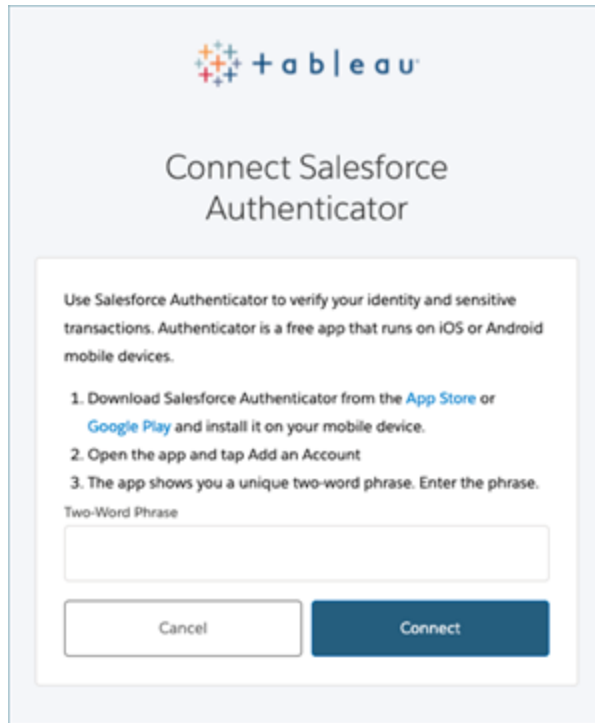 +ableau
Connect Salesforce
Authenticator
Use Salesforce Authenticator to verify your identity and sensitive
transactions. Authenticator is a free app that runs on iOS or Android
mobile devices.
1. Download Salesforce Authenticator from the App Store or
Google Play and install it on your mobile device.
2. Open the app and tap Add an Account
3. The app shows you a unique two-word phrase. Enter the phrase.
Two-Word Phrase
Cancel Connect